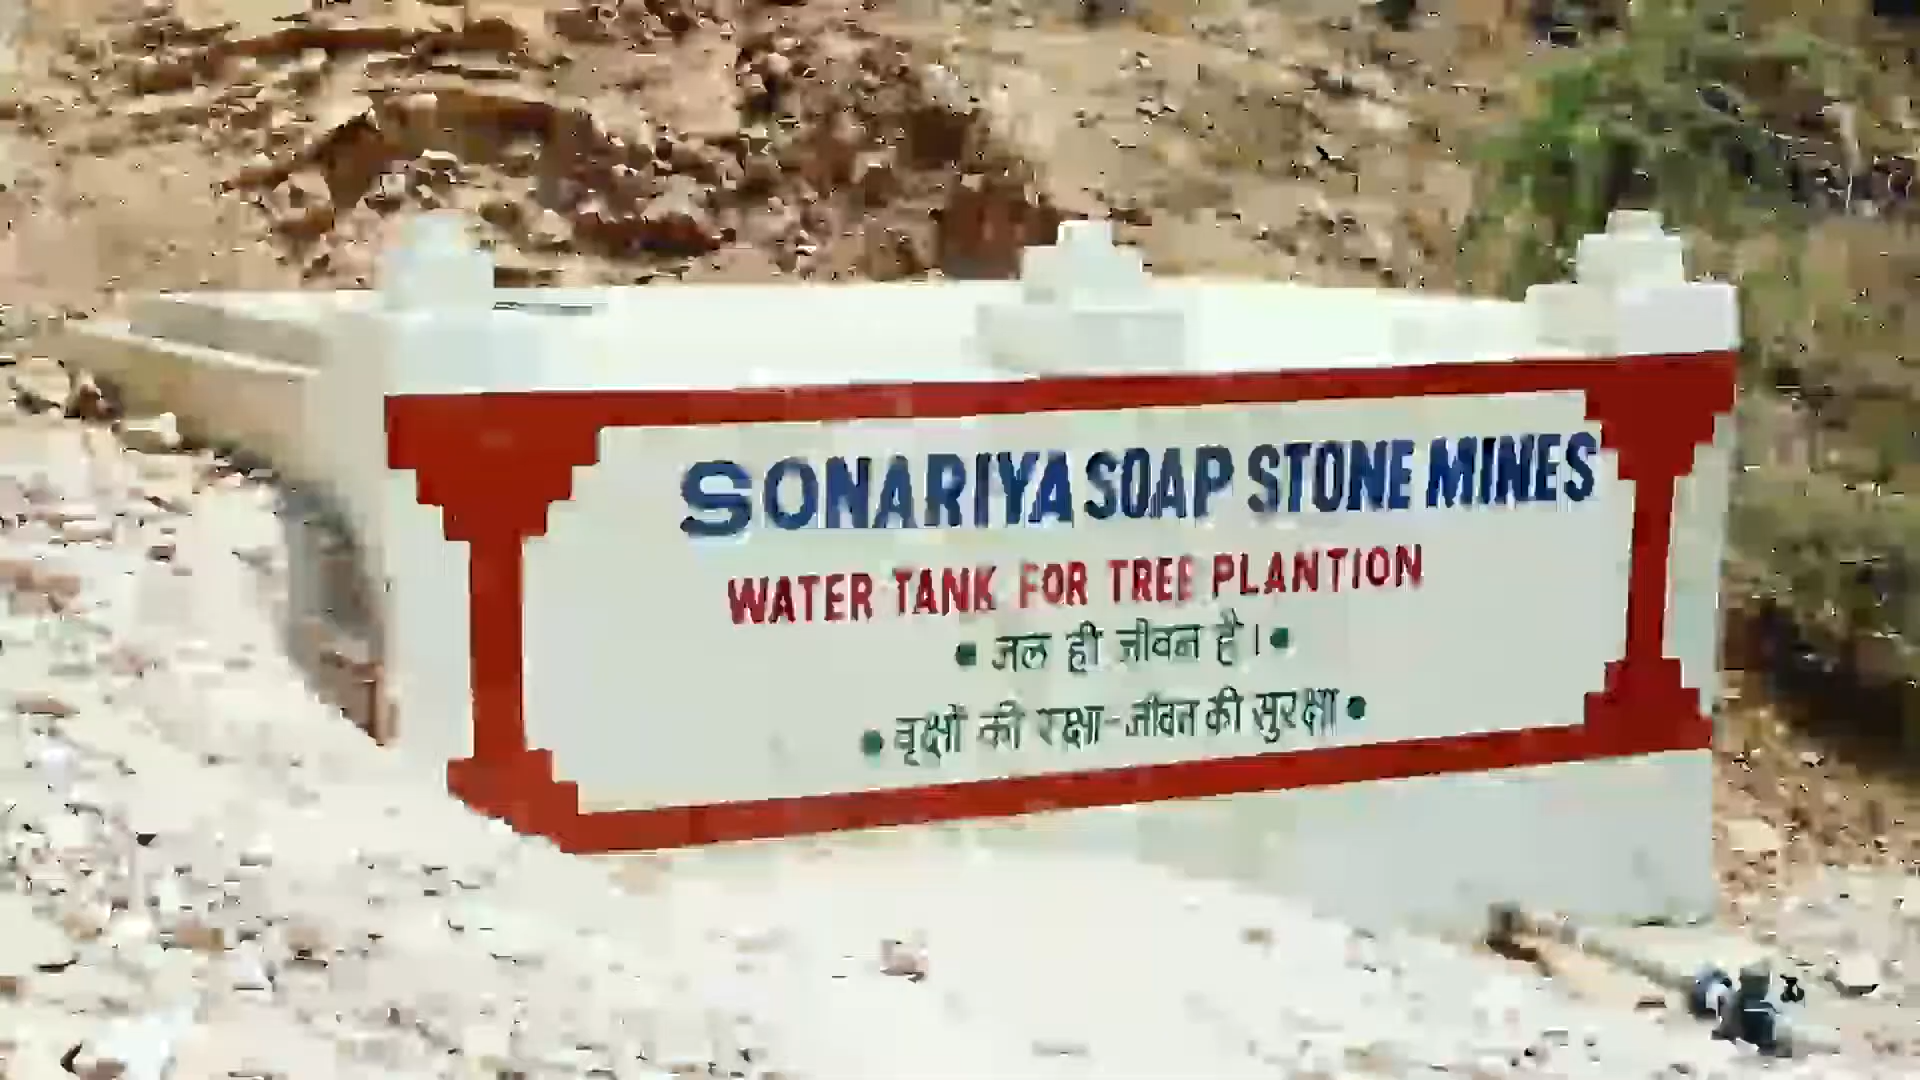 SONARIYA SOAP STONE MINES
WATER TANK FOR TREE PLANTION
• जल ही जीवन है। •
• वृक्षों की रक्षा-जीवन की सुरक्षा •